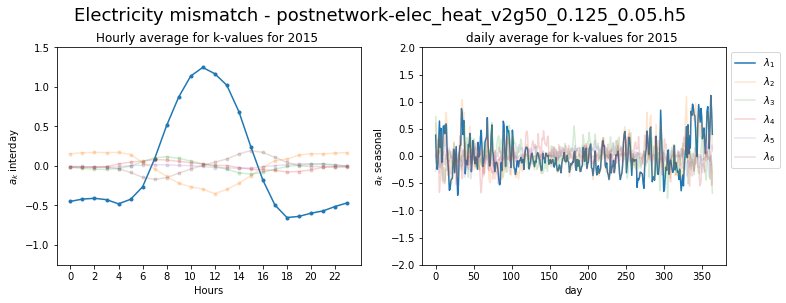 Electricity mismatch - postnetwork-elec_heat_v2g50_0.125_0.05.h5
Hourly average for k-values for 2015
1.5
1.0
0.5
0.0
−0.5
−1.0
a_k interday
0 2 4 6 8 10 12 14 16 18 20 22
Hours
daily average for k-values for 2015
2.0
1.5
1.0
0.5
0.0
−0.5
−1.0
−1.5
−2.0
a_k seasonal
0 50 100 150 200 250 300 350
day
λ₁
λ₂
λ₃
λ₄
λ₅
λ₆